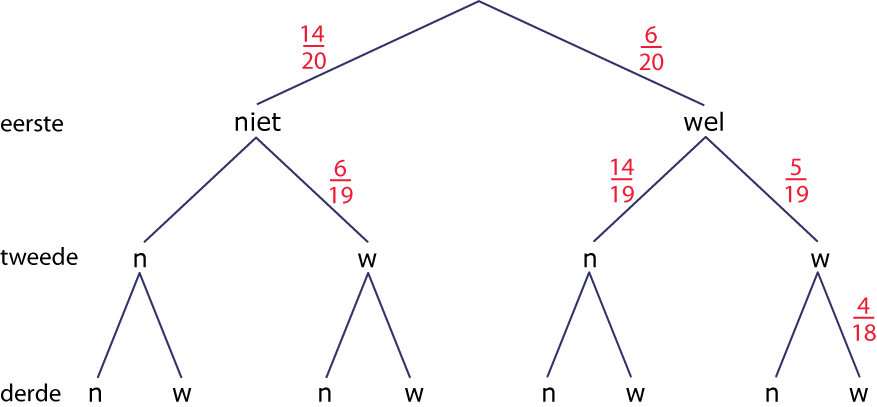 14/20 6/20
eerste niet wel
6/19 14/19 5/19
tweede n w n w
4/18
derde n w n w n w n w